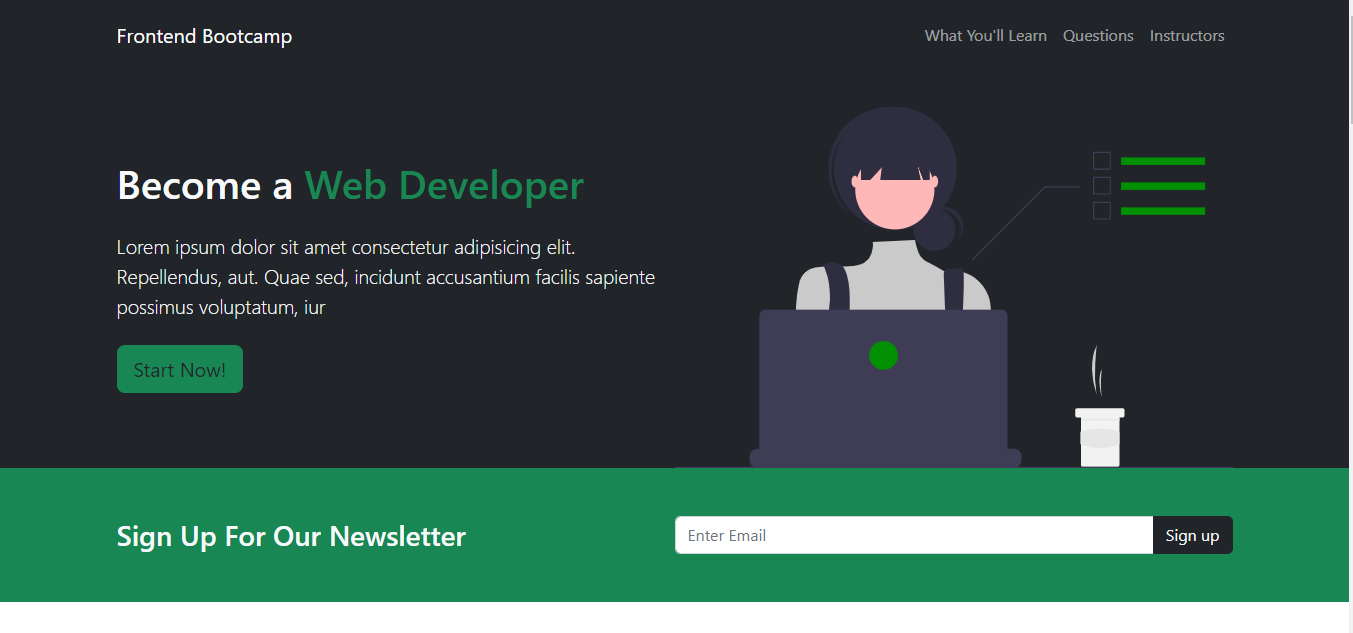 Frontend Bootcamp
What You'll Learn
Questions
Instructors
Become a Web Developer
Lorem ipsum dolor sit amet consectetur adipisicing elit.
Repellendus, aut. Quae sed, incidunt accusantium facilis sapiente
possimus voluptatum, iur
Start Now!
Sign Up For Our Newsletter
Enter Email
Sign up